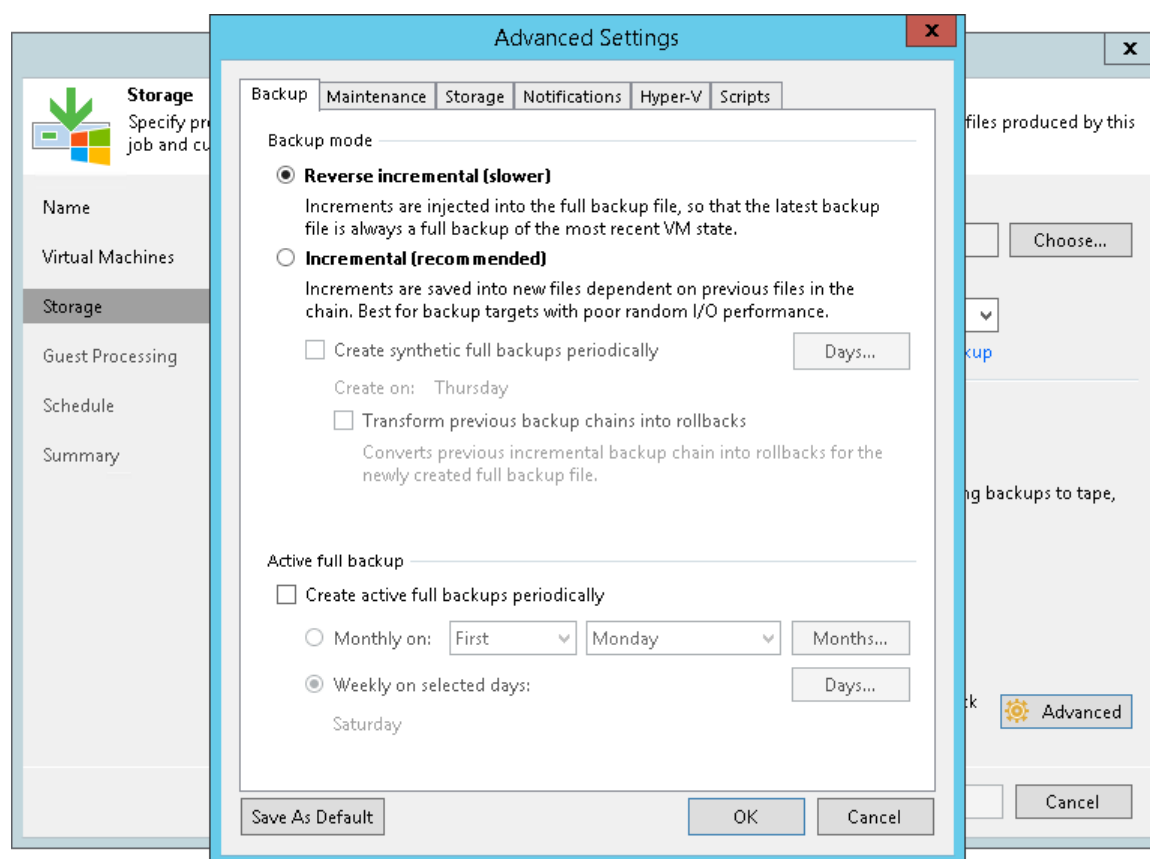 Advanced Settings
x
x
Storage
Specify pr
job and cu
files produced by this
Name
Virtual Machines
Storage
Guest Processing
Schedule
Summary
Backup
Maintenance
Storage
Notifications
Hyper-V
Scripts
Backup mode
Reverse incremental (slower)
Increments are injected into the full backup file, so that the latest backup
file is always a full backup of the most recent VM state.
Incremental (recommended)
Increments are saved into new files dependent on previous files in the
chain. Best for backup targets with poor random I/O performance.
Create synthetic full backups periodically
Days...
Create on: Thursday
Transform previous backup chains into rollbacks
Converts previous incremental backup chain into rollbacks for the
newly created full backup file.
Active full backup
Create active full backups periodically
Monthly on:
First
Monday
Months...
Weekly on selected days:
Days...
Saturday
Save As Default
OK
Cancel
Choose...
kup
ng backups to tape,
Advanced
Cancel